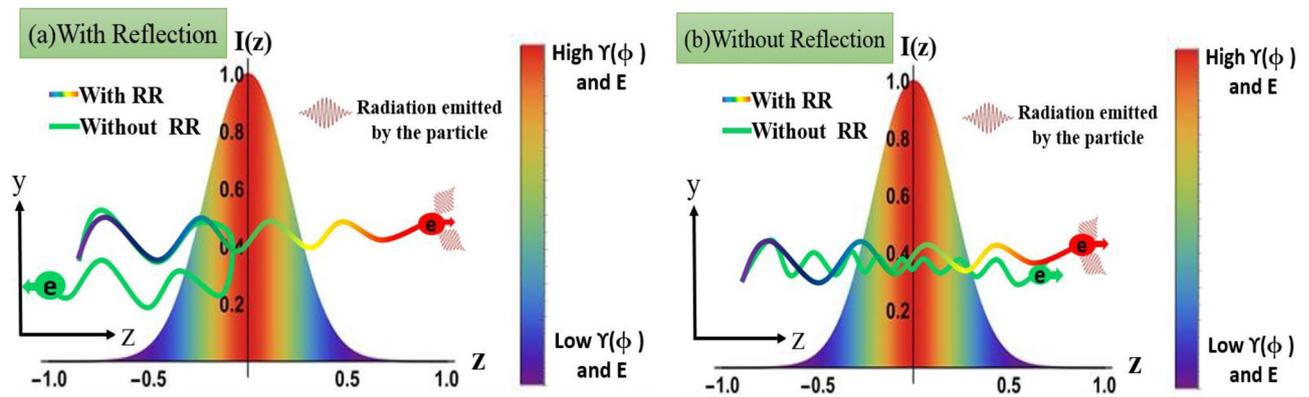 (a)With Reflection
I(z)
With RR
Without RR
Radiation emitted
by the particle
1.0
0.8
0.6
0.4
0.2
y
Z
e
e
−1.0
−0.5
0.5
1.0
Z
High ϒ(ϕ )
and E
Low ϒ(ϕ )
and E
(b)Without Reflection
I(z)
With RR
Without RR
Radiation emitted
by the particle
1.0
0.8
0.6
0.4
0.2
y
Z
e
e
−1.0
−0.5
0.5
1.0
Z
High ϒ(ϕ )
and E
Low ϒ(ϕ )
and E